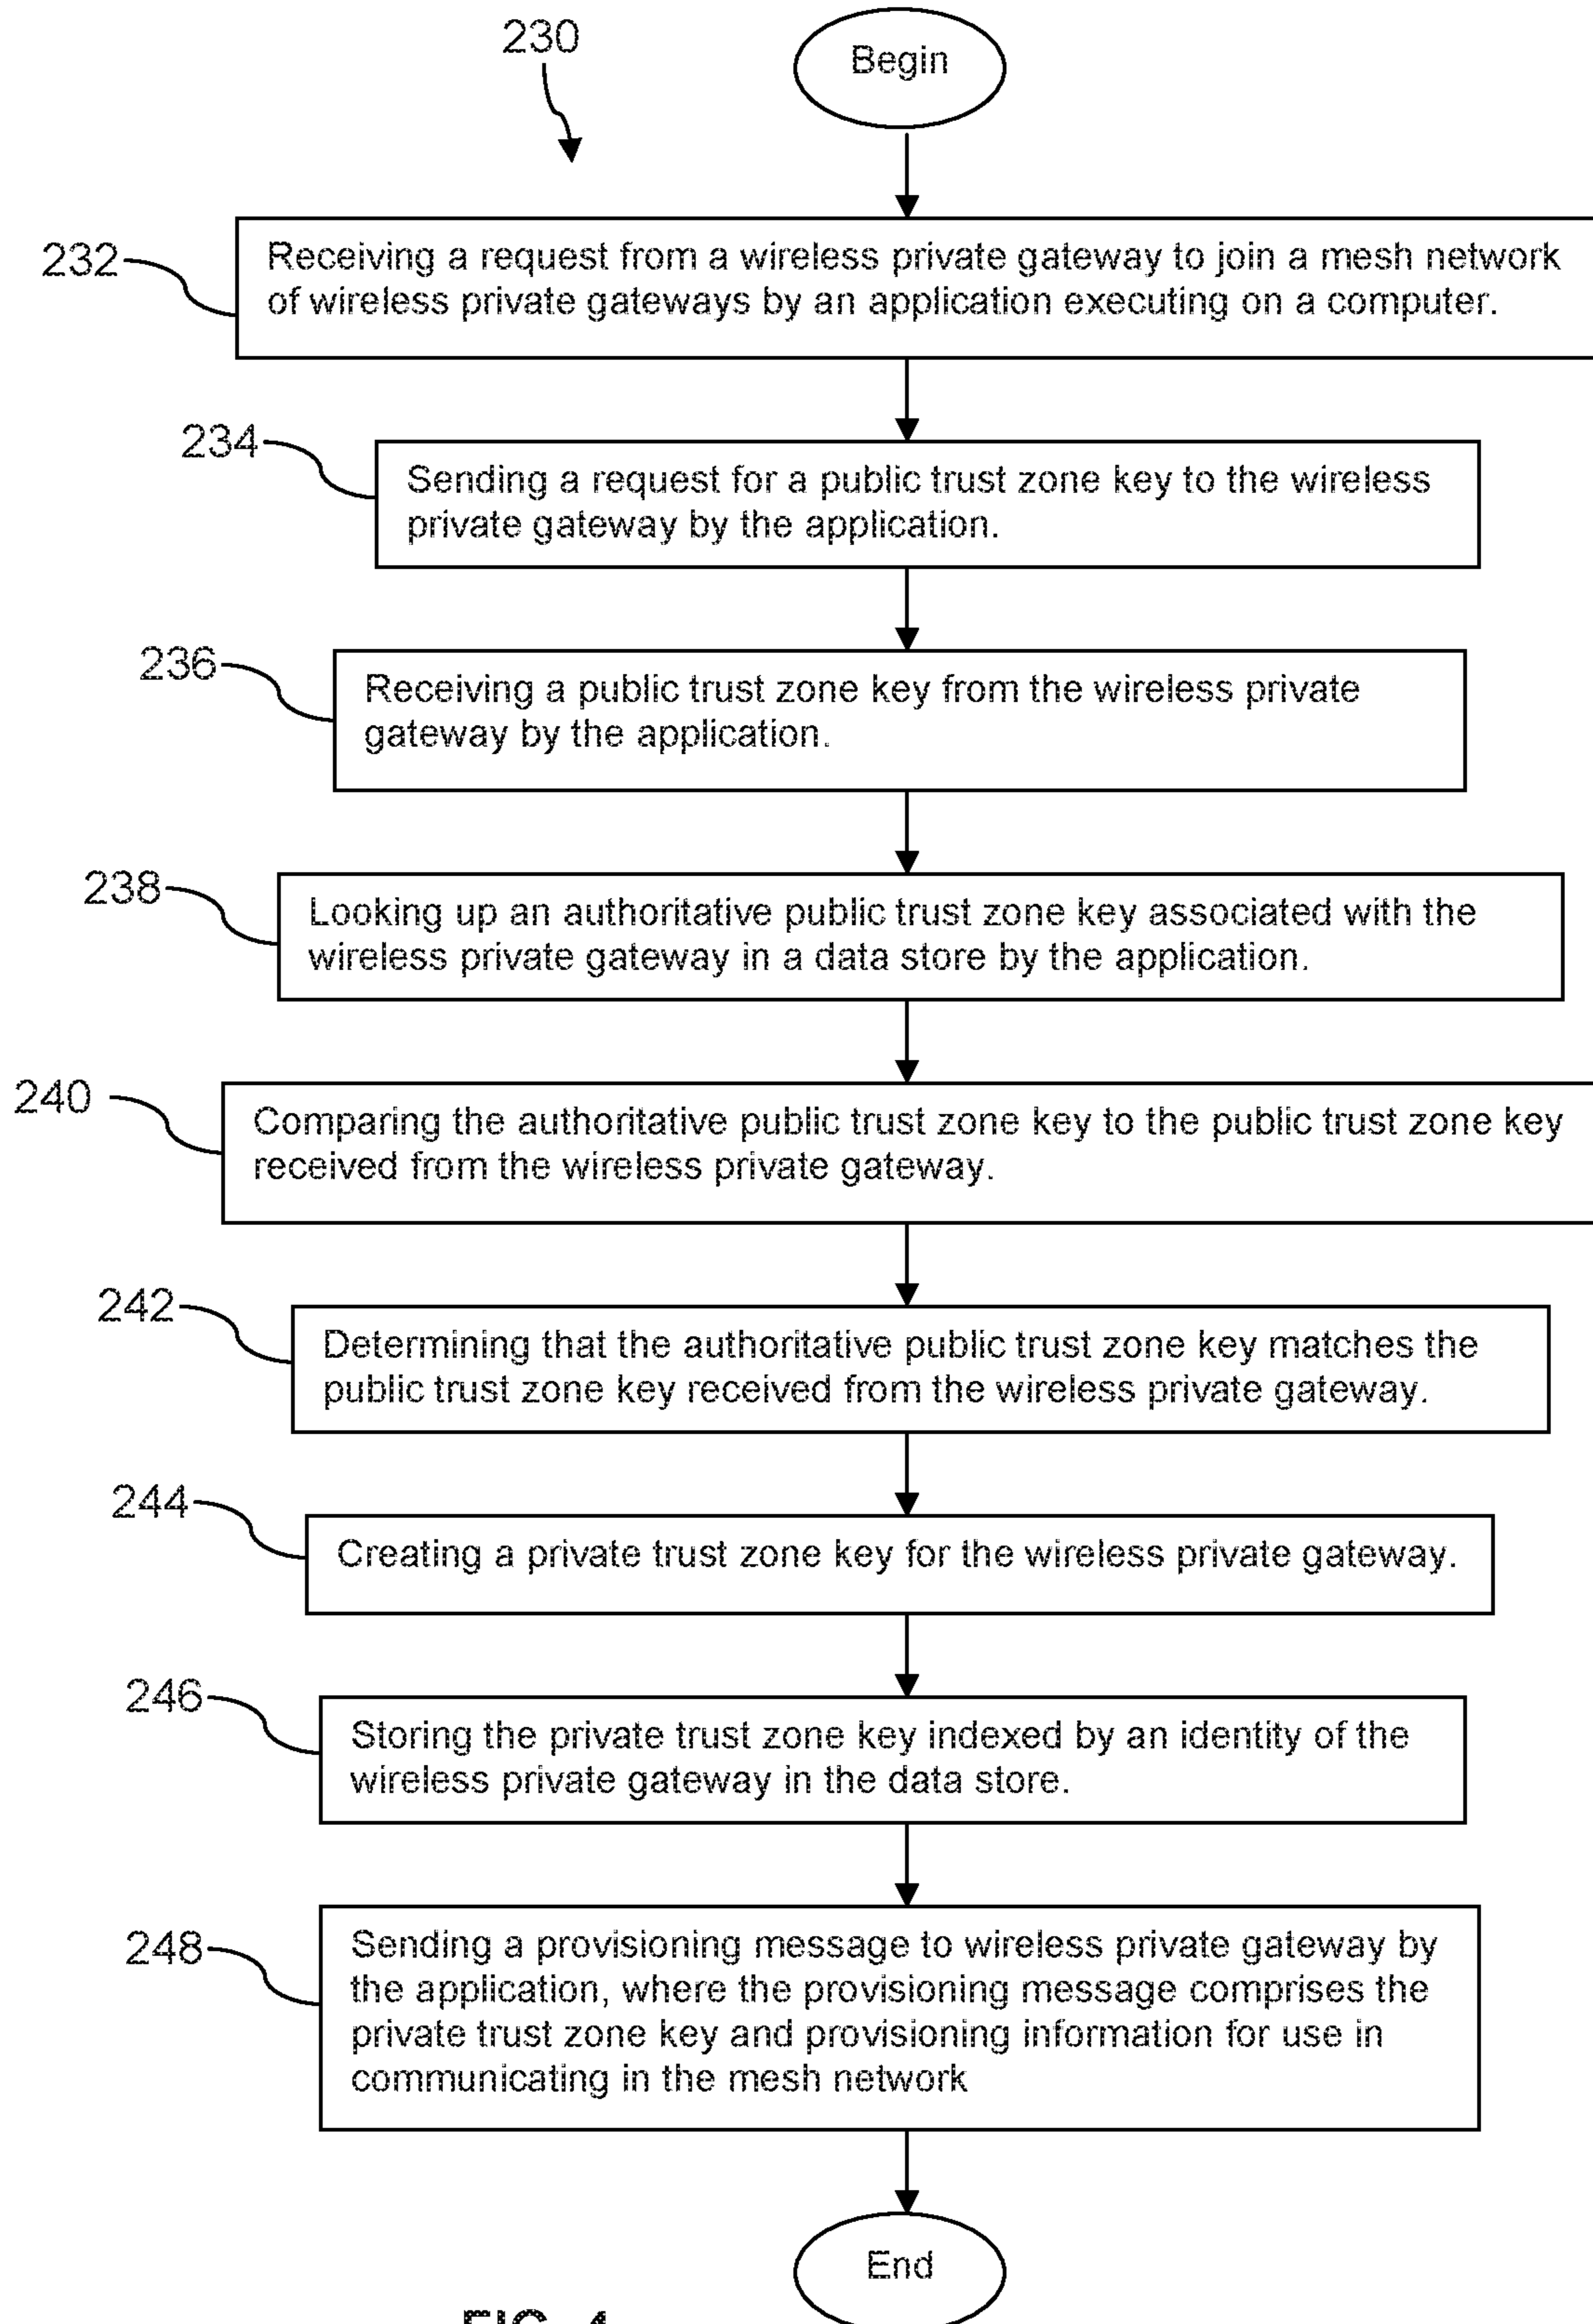 230
Begin
232
Receiving a request from a wireless private gateway to join a mesh network
of wireless private gateways by an application executing on a computer.
234
Sending a request for a public trust zone key to the wireless
private gateway by the application.
236
Receiving a public trust zone key from the wireless private
gateway by the application.
238
Looking up an authoritative public trust zone key associated with the
wireless private gateway in a data store by the application.
240
Comparing the authoritative public trust zone key to the public trust zone key
received from the wireless private gateway.
242
Determining that the authoritative public trust zone key matches the
public trust zone key received from the wireless private gateway.
244
Creating a private trust zone key for the wireless private gateway.
246
Storing the private trust zone key indexed by an identity of the
wireless private gateway in the data store.
248
Sending a provisioning message to wireless private gateway by
the application, where the provisioning message comprises the
private trust zone key and provisioning information for use in
communicating in the mesh network
End